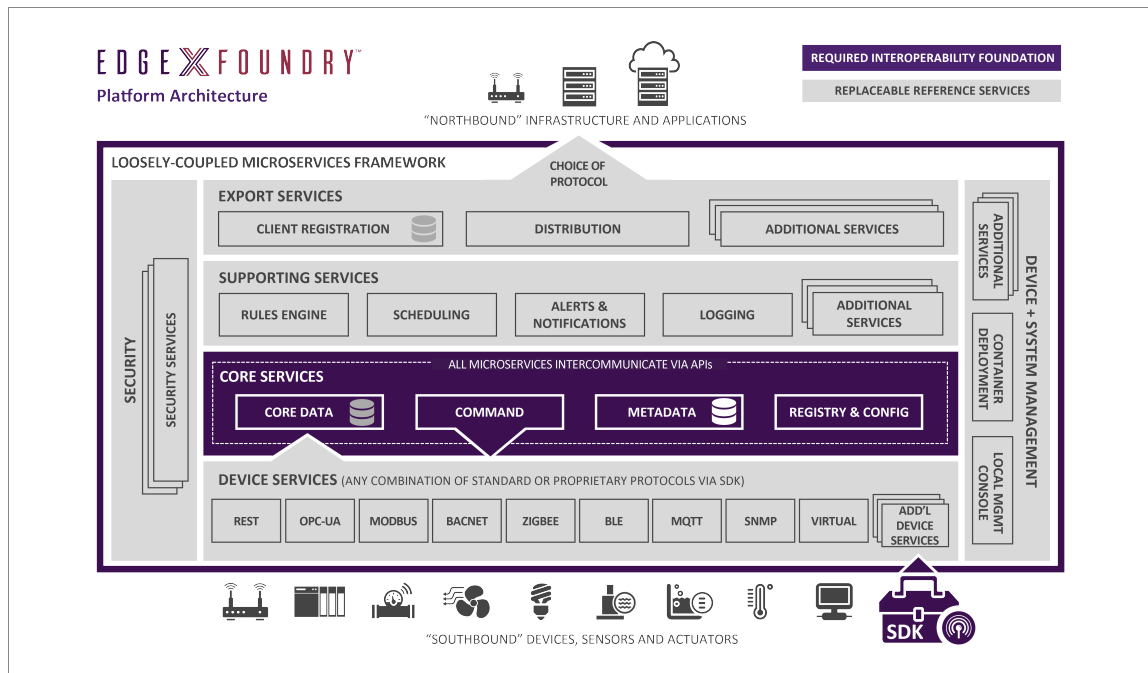 EDGE X FOUNDRY™
Platform Architecture
REQUIRED INTEROPERABILITY FOUNDATION
REPLACEABLE REFERENCE SERVICES
“NORTHBOUND” INFRASTRUCTURE AND APPLICATIONS
LOOSELY-COUPLED MICROSERVICES FRAMEWORK
CHOICE OF
PROTOCOL
SECURITY
SECURITY SERVICES
EXPORT SERVICES
CLIENT REGISTRATION
DISTRIBUTION
ADDITIONAL SERVICES
SUPPORTING SERVICES
RULES ENGINE
SCHEDULING
ALERTS &
NOTIFICATIONS
LOGGING
ADDITIONAL
SERVICES
ALL MICROSERVICES INTERCOMMUNICATE VIA APIs
CORE SERVICES
CORE DATA
COMMAND
METADATA
REGISTRY & CONFIG
DEVICE SERVICES (ANY COMBINATION OF STANDARD OR PROPRIETARY PROTOCOLS VIA SDK)
REST
OPC-UA
MODBUS
BACNET
ZIGBEE
BLE
MQTT
SNMP
VIRTUAL
ADD'L
DEVICE
SERVICES
ADDITIONAL
SERVICES
CONTAINER
DEPLOYMENT
LOCAL MGMT
CONSOLE
DEVICE + SYSTEM MANAGEMENT
SDK
“SOUTHBOUND” DEVICES, SENSORS AND ACTUATORS